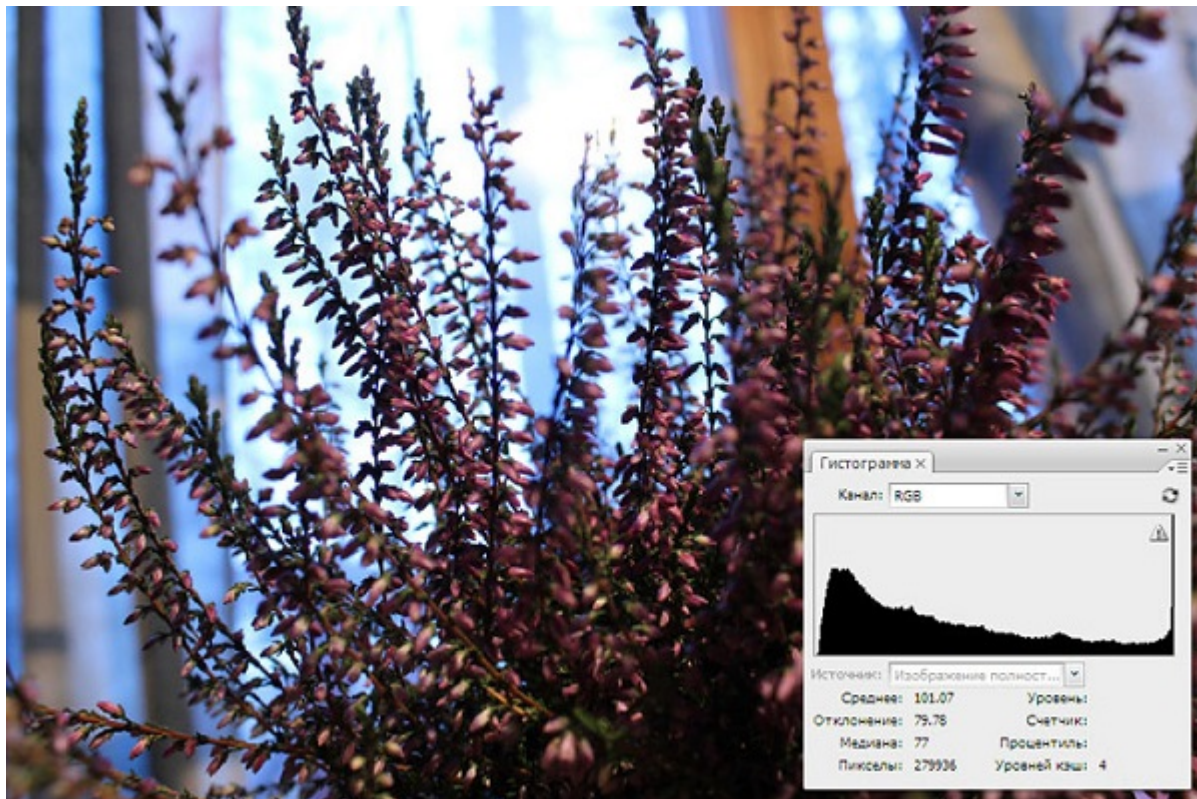 Гистограмма
Канал: RGB
Источник: Изображение полност...
Среднее: 101.07 Уровень:
Отклонение: 79.78 Счетчик:
Медиана: 77 Процентиль:
Пикселы: 279936 Уровней кэш: 4